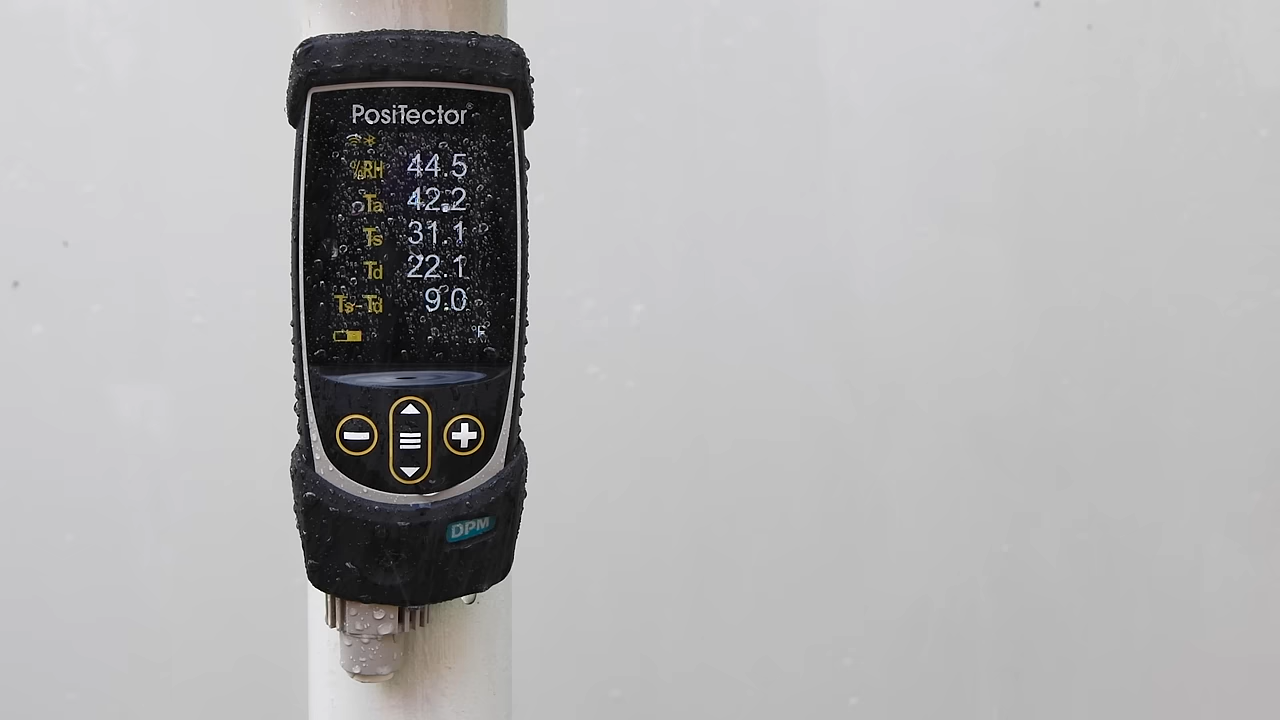 PosiTector®
%RH 44.5
Ta 42.2
Ts 31.1
Td 22.1
Ts-Td 9.0
°F
DPM